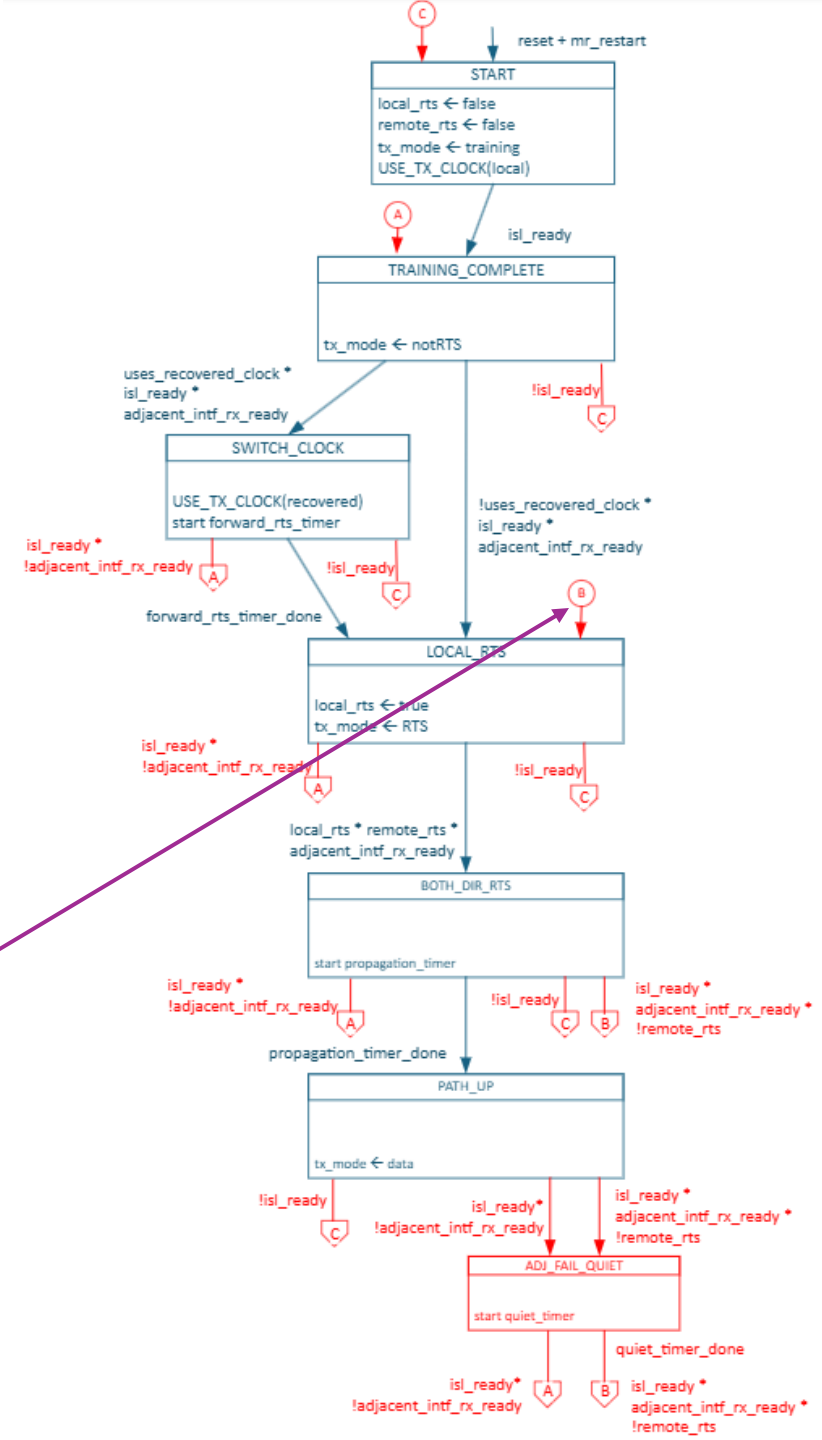 C
reset + mr_restart
START
local_rts ← false
remote_rts ← false
tx_mode ← training
USE_TX_CLOCK(local)
A
isl_ready
TRAINING_COMPLETE
tx_mode ← notRTS
uses_recovered_clock *
isl_ready *
adjacent_intf_rx_ready
!isl_ready
C
SWITCH_CLOCK
USE_TX_CLOCK(recovered)
start forward_rts_timer
!uses_recovered_clock *
isl_ready *
adjacent_intf_rx_ready
isl_ready *
!adjacent_intf_rx_ready
A
!isl_ready
C
B
forward_rts_timer_done
LOCAL_RTS
local_rts ← true
tx_mode ← RTS
isl_ready *
!adjacent_intf_rx_ready
A
!isl_ready
C
local_rts * remote_rts *
adjacent_intf_rx_ready
BOTH_DIR_RTS
start propagation_timer
isl_ready *
!adjacent_intf_rx_ready
A
!isl_ready
C
B
isl_ready *
adjacent_intf_rx_ready *
!remote_rts
propagation_timer_done
PATH_UP
tx_mode ← data
!isl_ready
C
isl_ready*
!adjacent_intf_rx_ready
isl_ready *
adjacent_intf_rx_ready *
!remote_rts
ADJ_FAIL_QUIET
start quiet_timer
quiet_timer_done
isl_ready*
!adjacent_intf_rx_ready
A
B
isl_ready *
adjacent_intf_rx_ready *
!remote_rts